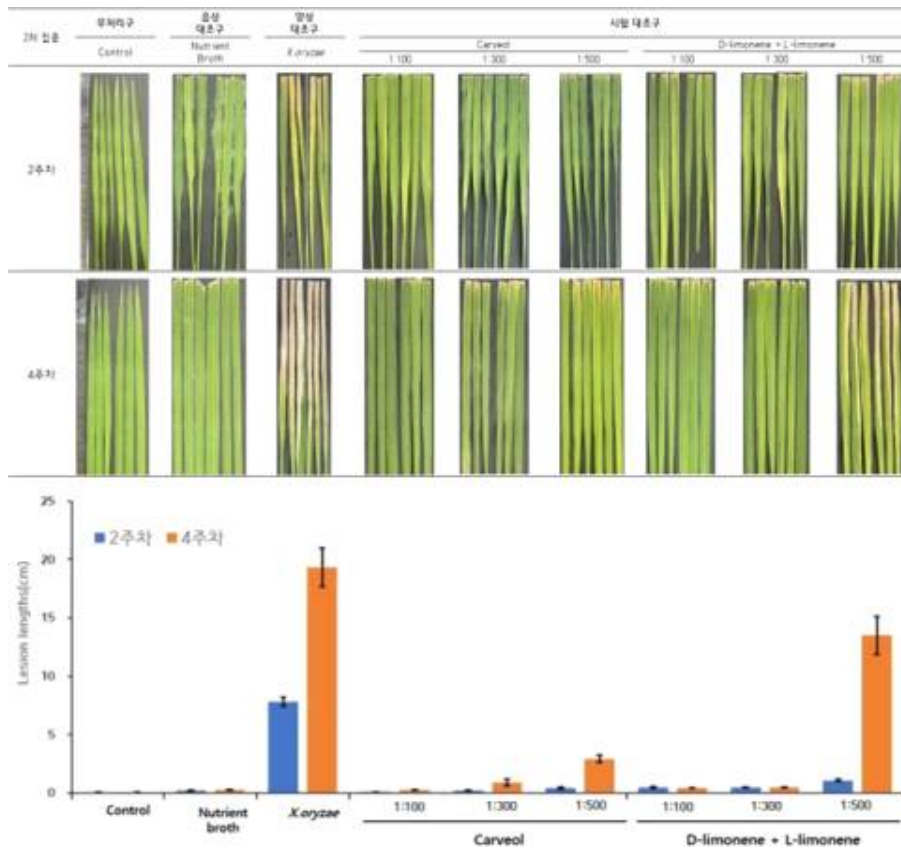 2차 접종
무처리구
음성 대조구
양성 대조구
시험 대조구
Control
Nutrient Broth
X.oryzae
Carveol
D-limonene + L-limonene
1:100
1:300
1:500
1:100
1:300
1:500
2주차
4주차
25
20
15
10
5
0
Lesion lengths(cm)
2주차
4주차
Control
Nutrient broth
X.oryzae
1:100
1:300
1:500
1:100
1:300
1:500
Carveol
D-limonene + L-limonene